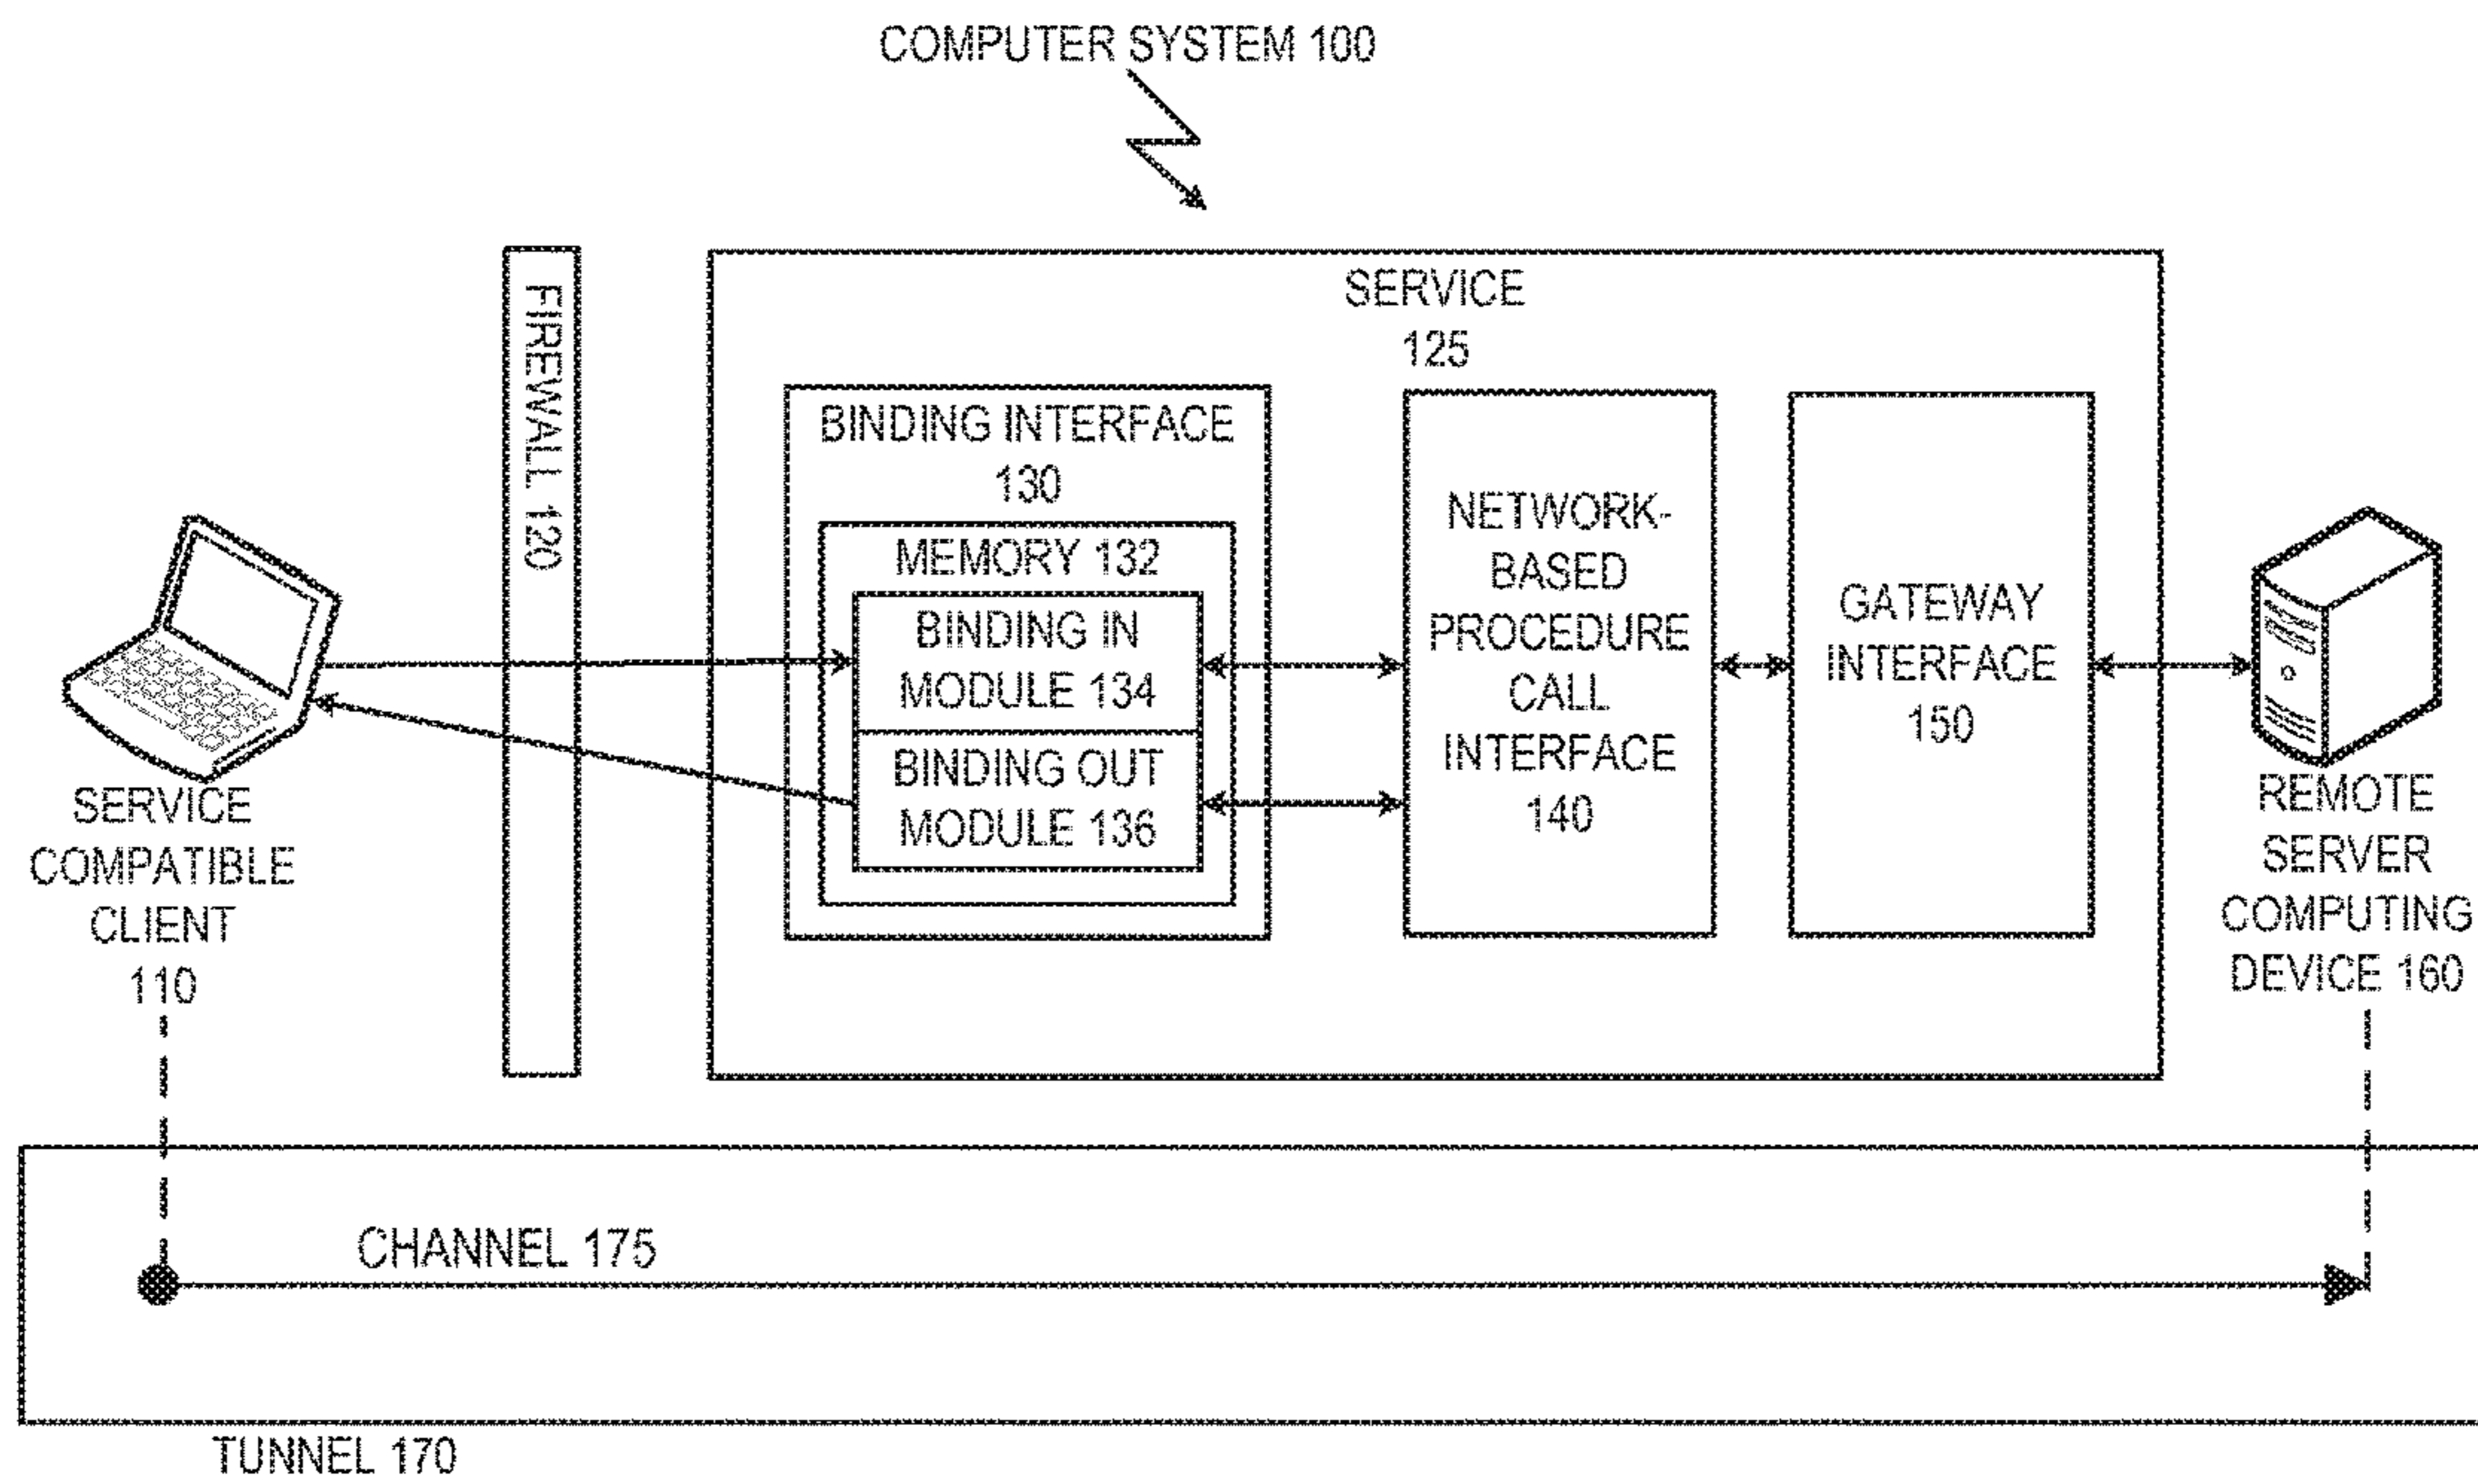 COMPUTER SYSTEM 100
FIREWALL 120
SERVICE
125
BINDING INTERFACE
130
MEMORY 132
BINDING IN
MODULE 134
BINDING OUT
MODULE 136
NETWORK-
BASED
PROCEDURE
CALL
INTERFACE
140
GATEWAY
INTERFACE
150
SERVICE
COMPATIBLE
CLIENT
110
REMOTE
SERVER
COMPUTING
DEVICE 160
CHANNEL 175
TUNNEL 170